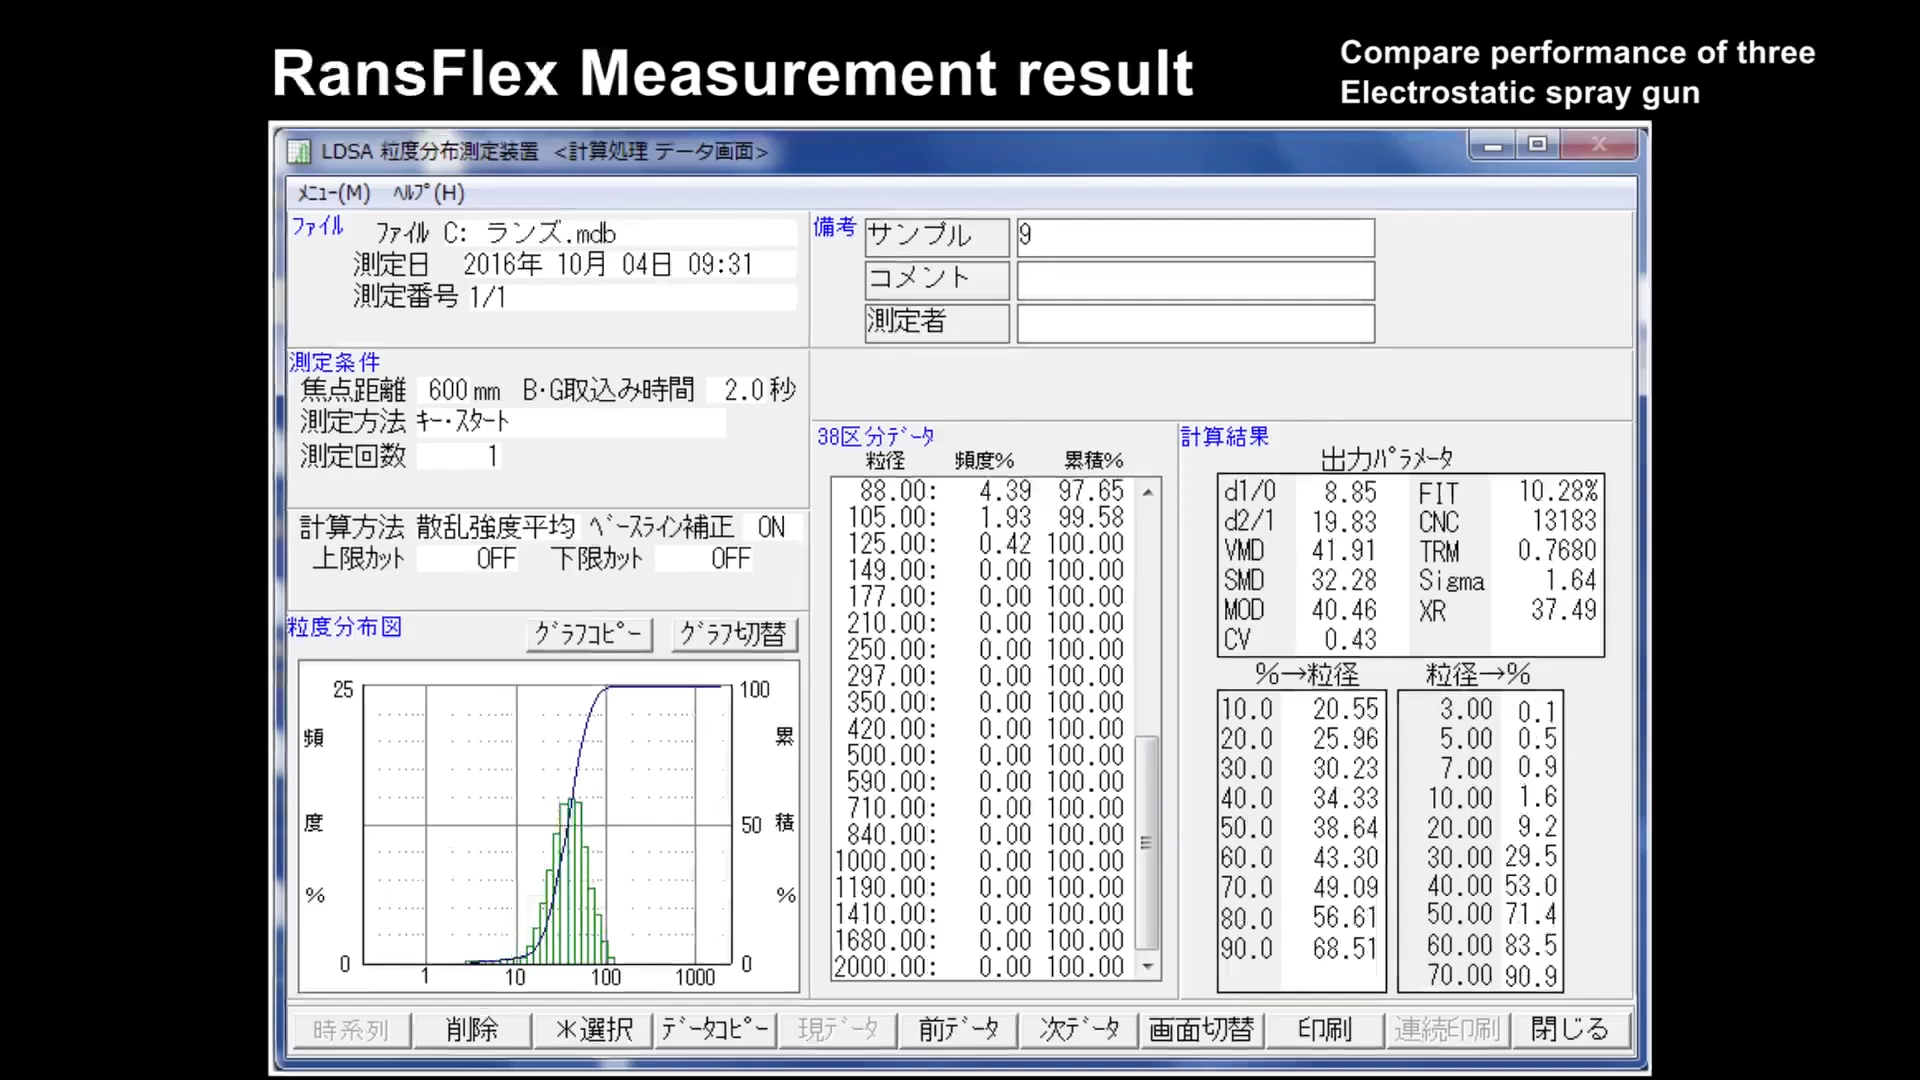 RansFlex Measurement result
Compare performance of three
Electrostatic spray gun
LDSA 粒度分布測定装置 <計算処理 データ画面>
ﾒﾆｭｰ(M) ﾍﾙﾌﾟ(H)
ﾌｧｲﾙ
ﾌｧｲﾙ C: ランズ.mdb
測定日 2016年 10月 04日 09:31
測定番号 1/1
備考
サンプル 9
コメント
測定者
測定条件
焦点距離 600 mm B･G取込み時間 2.0 秒
測定方法 ｷｰ･ｽﾀｰﾄ
測定回数 1
計算方法 散乱強度平均 ﾍﾞｰｽﾗｲﾝ補正 ON
上限ｶｯﾄ OFF 下限ｶｯﾄ OFF
粒度分布図
ｸﾞﾗﾌｺﾋﾟｰ ｸﾞﾗﾌ切替
25 100
頻 累
度 50 積
% %
0 0
1 10 100 1000
38区分ﾃﾞｰﾀ
粒径 頻度% 累積%
88.00: 4.39 97.65
105.00: 1.93 99.58
125.00: 0.42 100.00
149.00: 0.00 100.00
177.00: 0.00 100.00
210.00: 0.00 100.00
250.00: 0.00 100.00
297.00: 0.00 100.00
350.00: 0.00 100.00
420.00: 0.00 100.00
500.00: 0.00 100.00
590.00: 0.00 100.00
710.00: 0.00 100.00
840.00: 0.00 100.00
1000.00: 0.00 100.00
1190.00: 0.00 100.00
1410.00: 0.00 100.00
1680.00: 0.00 100.00
2000.00: 0.00 100.00
計算結果
出力ﾊﾟﾗﾒｰﾀ
d1/0 8.85 FIT 10.28%
d2/1 19.83 CNC 13183
VMD 41.91 TRM 0.7680
SMD 32.28 Sigma 1.64
MOD 40.46 XR 37.49
CV 0.43
%→粒径 粒径→%
10.0 20.55 3.00 0.1
20.0 25.96 5.00 0.5
30.0 30.23 7.00 0.9
40.0 34.33 10.00 1.6
50.0 38.64 20.00 9.2
60.0 43.30 30.00 29.5
70.0 49.09 40.00 53.0
80.0 56.61 50.00 71.4
90.0 68.51 60.00 83.5
70.00 90.9
時系列 削除 ＊選択 ﾃﾞｰﾀｺﾋﾟｰ 現ﾃﾞｰﾀ 前ﾃﾞｰﾀ 次ﾃﾞｰﾀ 画面切替 印刷 連続印刷 閉じる